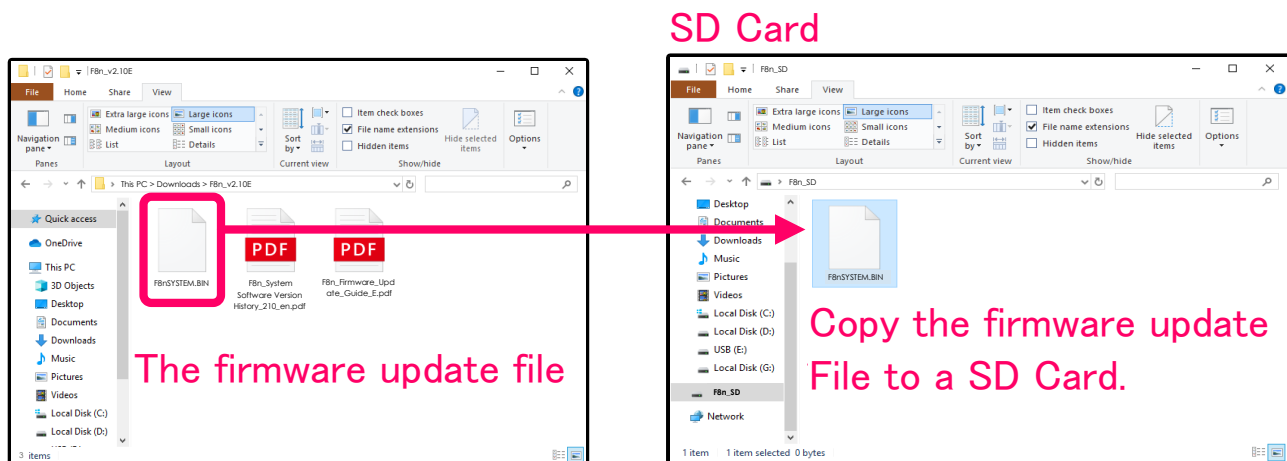 SD Card
F8n_v2.10E
File Home Share View
Navigation pane
Extra large icons Large icons
Medium icons Small icons
List Details
Sort by
Item check boxes
File name extensions
Hidden items
Hide selected items
Options
Panes Layout Current view Show/hide
This PC > Downloads > F8n_v2.10E
Quick access
OneDrive
This PC
3D Objects
Desktop
Documents
Downloads
Music
Pictures
Videos
Local Disk (C:)
Local Disk (D:)
F8nSYSTEM.BIN
PDF
F8n_System
Software Version
History_210_en.pdf
PDF
F8n_Firmware_Upd
ate_Guide_E.pdf
The firmware update file
3 items
F8n_SD
File Home Share View
Navigation pane
Extra large icons Large icons
Medium icons Small icons
List Details
Sort by
Item check boxes
File name extensions
Hidden items
Hide selected items
Options
Panes Layout Current view Show/hide
> F8n_SD
Desktop
Documents
Downloads
Music
Pictures
Videos
Local Disk (C:)
Local Disk (D:)
USB (E:)
Local Disk (G:)
F8n_SD
Network
F8nSYSTEM.BIN
Copy the firmware update
File to a SD Card.
1 item 1 item selected 0 bytes